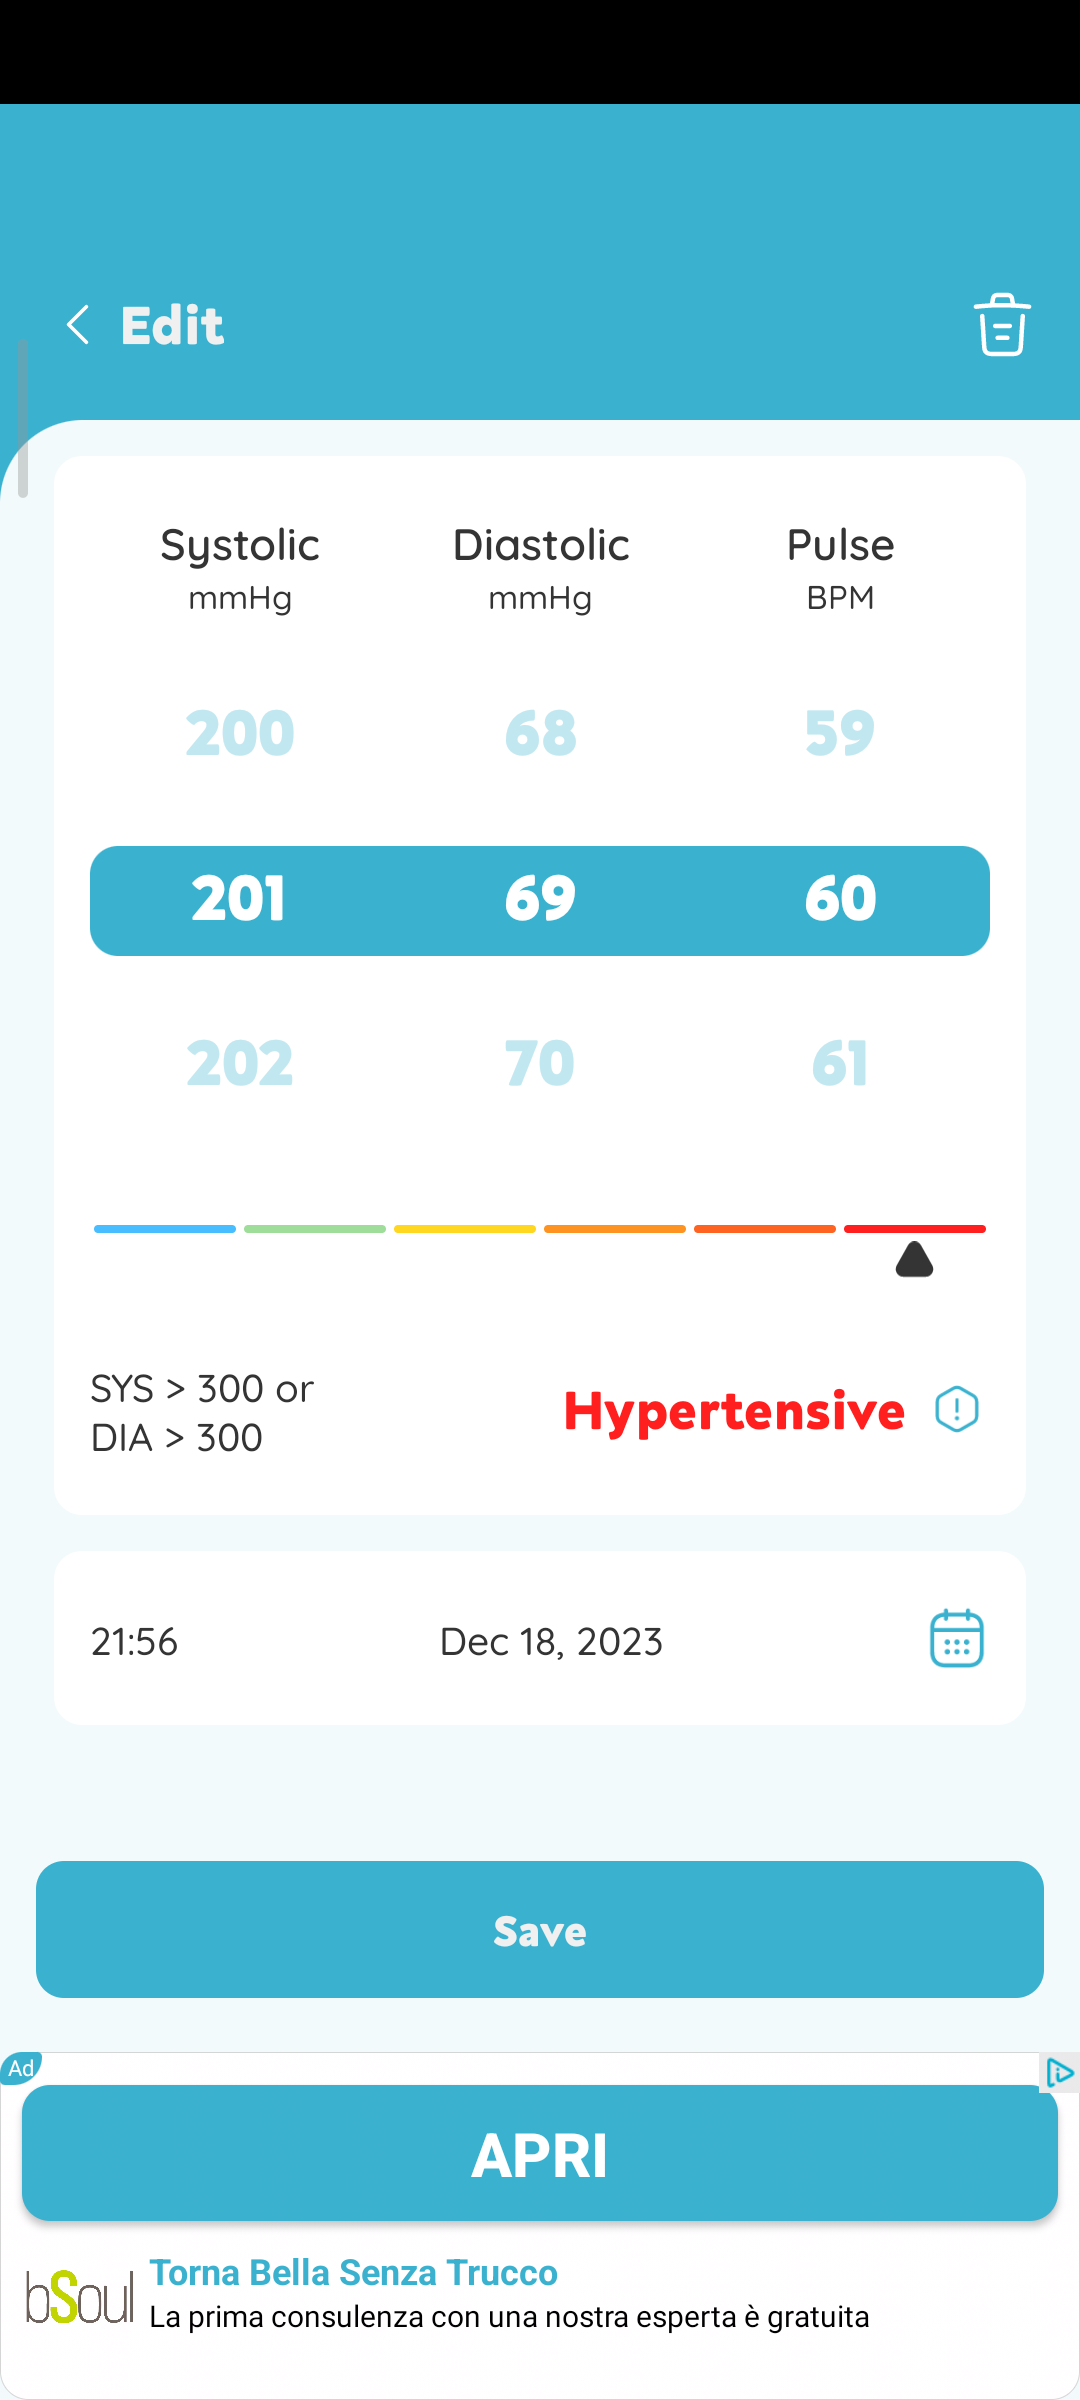 Edit
Systolic Diastolic Pulse
mmHg mmHg BPM
200 68 59
201 69 60
202 70 61
SYS > 300 or
DIA > 300
Hypertensive
21:56 Dec 18, 2023
Save
Ad
APRI
bSoul
Torna Bella Senza Trucco
La prima consulenza con una nostra esperta è gratuita